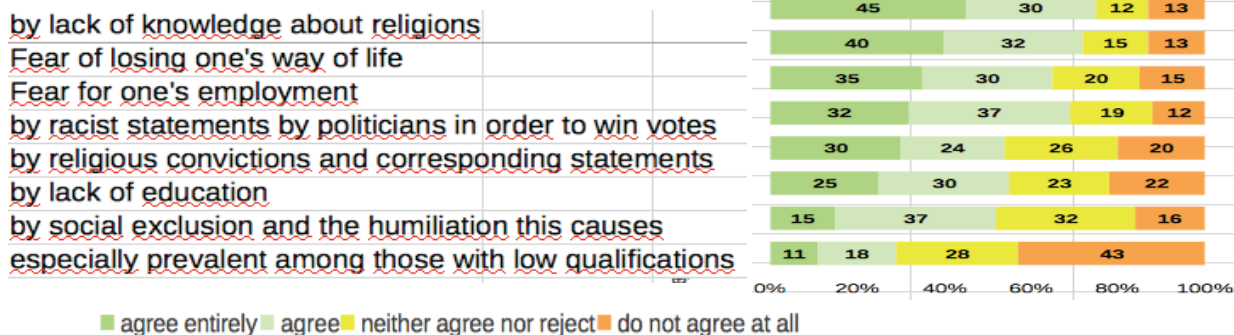 by lack of knowledge about religions 45 30 12 13
Fear of losing one's way of life 40 32 15 13
Fear for one's employment 35 30 20 15
by racist statements by politicians in order to win votes 32 37 19 12
by religious convictions and corresponding statements 30 24 26 20
by lack of education 25 30 23 22
by social exclusion and the humiliation this causes 15 37 32 16
especially prevalent among those with low qualifications 11 18 28 43
0% 20% 40% 60% 80% 100%
agree entirely agree neither agree nor reject do not agree at all